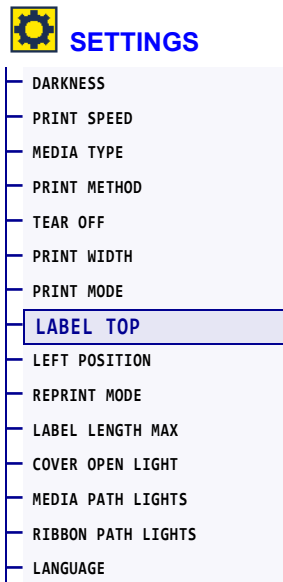 SETTINGS
DARKNESS
PRINT SPEED
MEDIA TYPE
PRINT METHOD
TEAR OFF
PRINT WIDTH
PRINT MODE
LABEL TOP
LEFT POSITION
REPRINT MODE
LABEL LENGTH MAX
COVER OPEN LIGHT
MEDIA PATH LIGHTS
RIBBON PATH LIGHTS
LANGUAGE